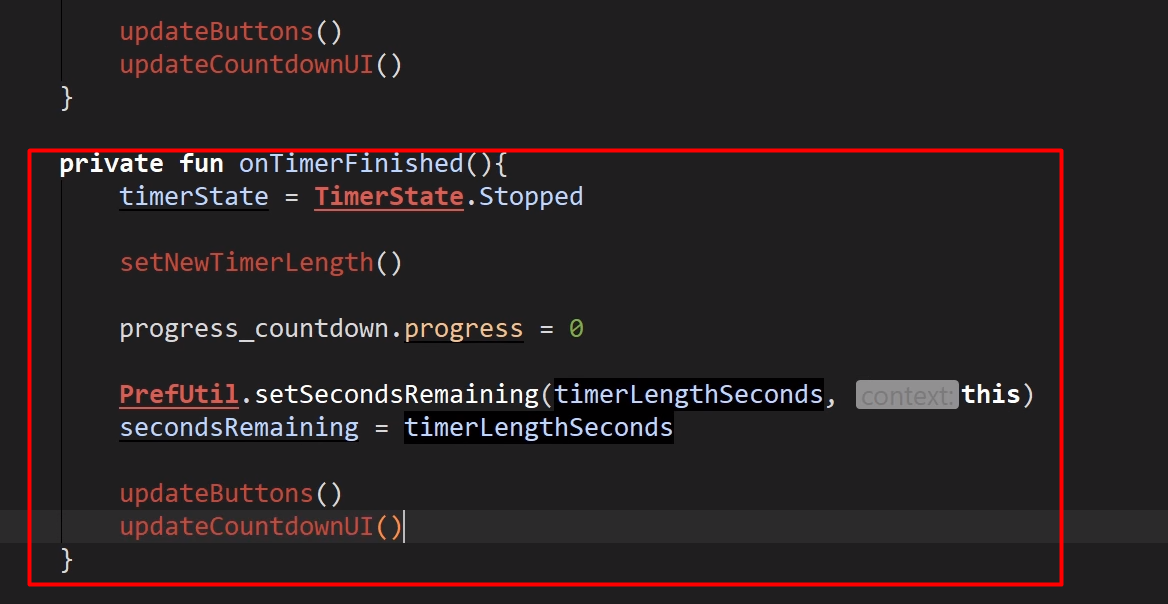 updateButtons()
updateCountdownUI()
}
private fun onTimerFinished(){
timerState = TimerState.Stopped
setNewTimerLength()
progress_countdown.progress = 0
PrefUtil.setSecondsRemaining(timerLengthSeconds, context: this)
secondsRemaining = timerLengthSeconds
updateButtons()
updateCountdownUI()
}